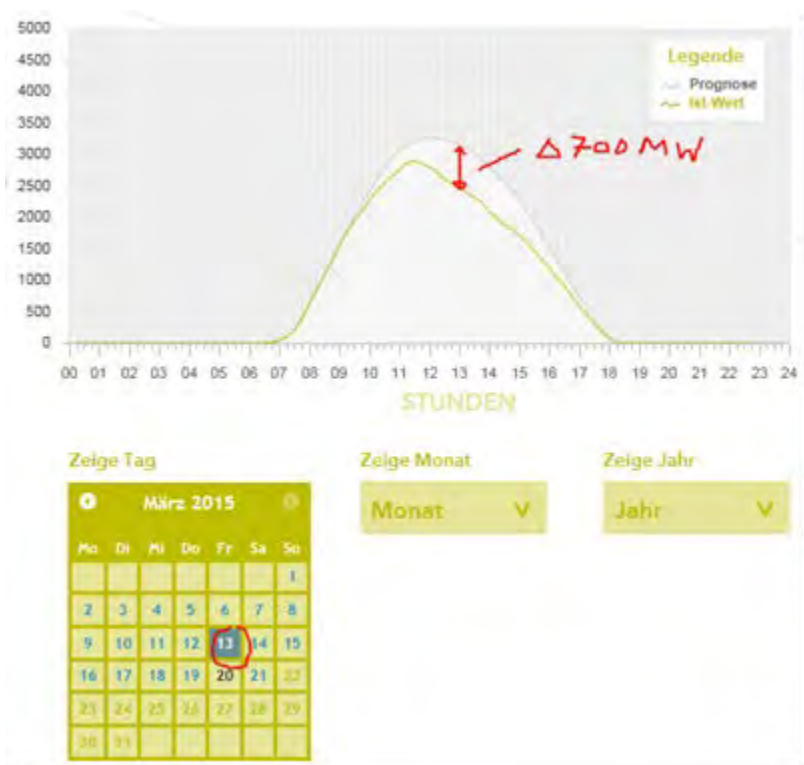 5000
4500
4000
3500
3000
2500
2000
1500
1000
500
0
Legende
Prognose
Ist-Wert
Δ 700 MW
00 01 02 03 04 05 06 07 08 09 10 11 12 13 14 15 16 17 18 19 20 21 22 23 24
STUNDEN
Zeige Tag
März 2015
Mo Di Mi Do Fr Sa So
1
2 3 4 5 6 7 8
9 10 11 12 13 14 15
16 17 18 19 20 21 22
23 24 25 26 27 28 29
30 31
Zeige Monat
Monat
Zeige Jahr
Jahr